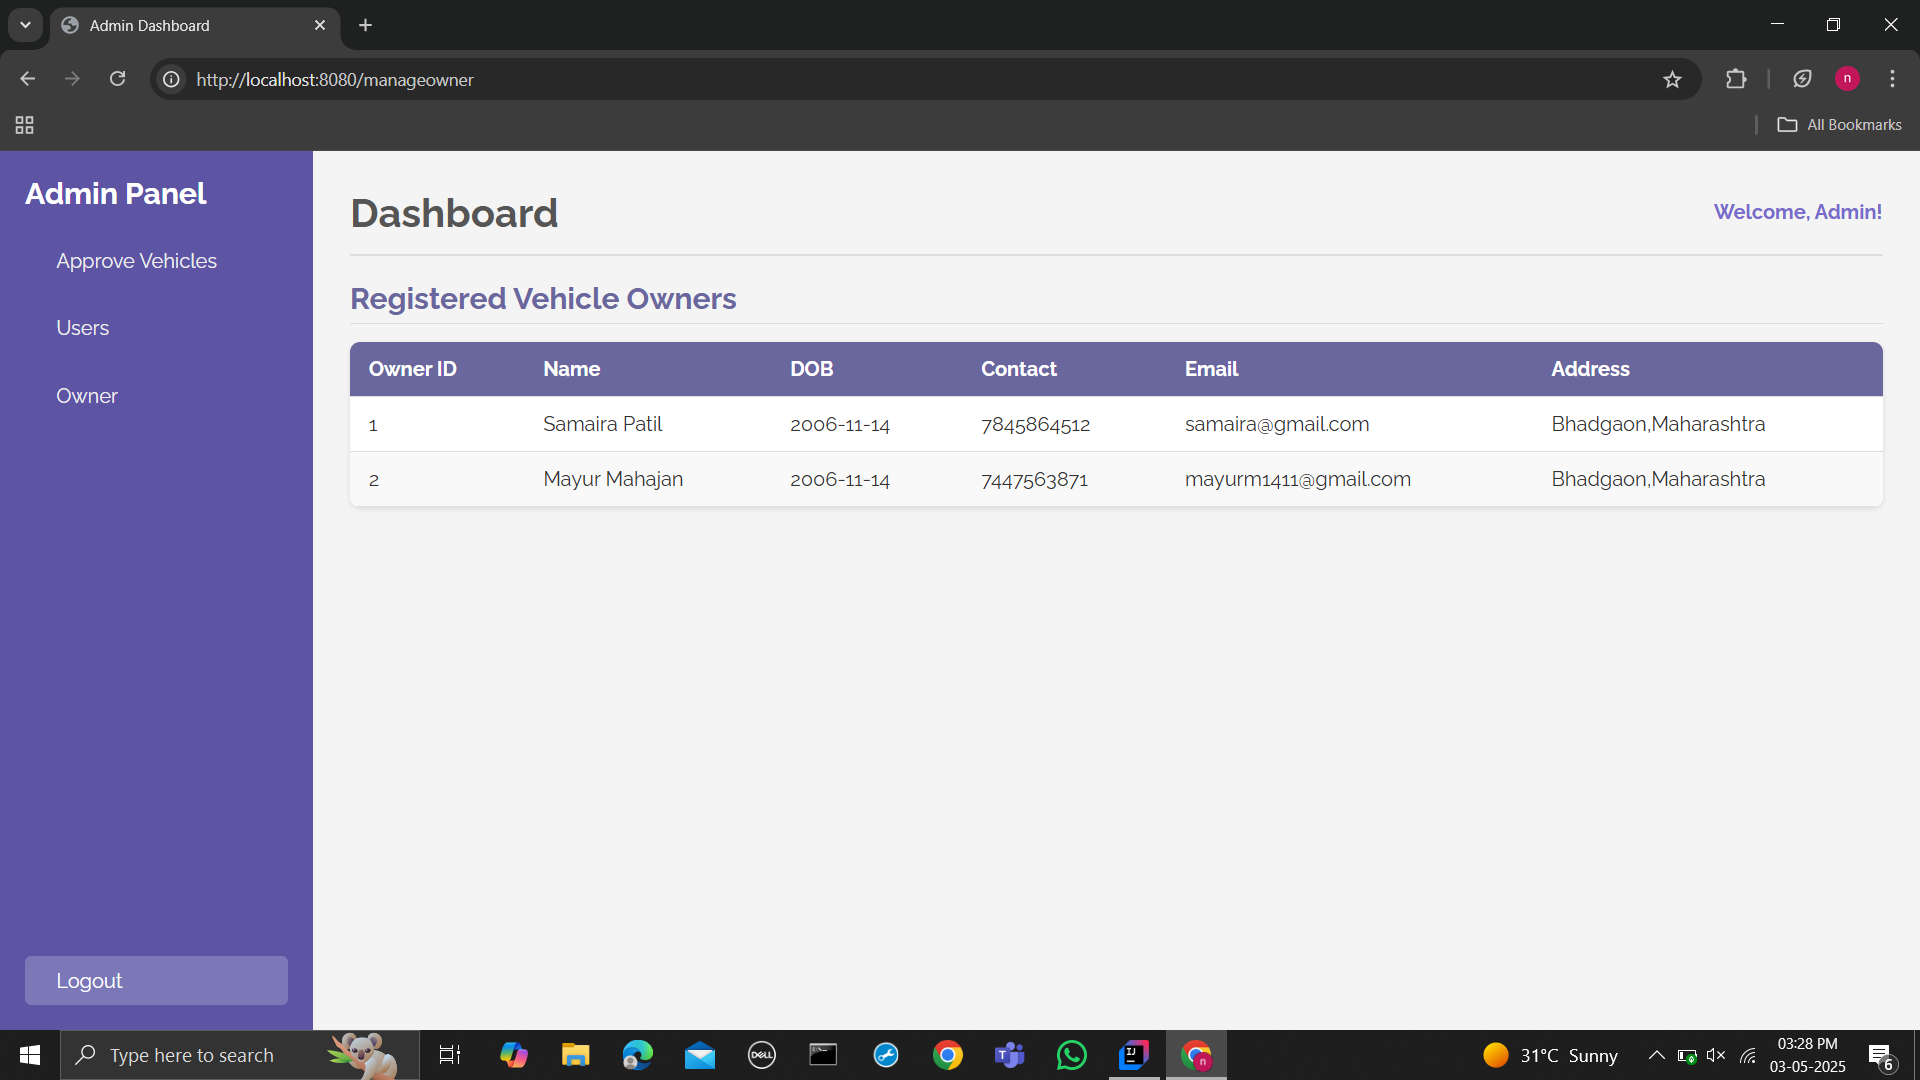 Admin Dashboard
http://localhost:8080/manageowner
n
All Bookmarks
Admin Panel
Approve Vehicles
Users
Owner
Logout
Dashboard
Welcome, Admin!
Registered Vehicle Owners
Owner ID Name DOB Contact Email Address
1 Samaira Patil 2006-11-14 7845864512 samaira@gmail.com Bhadgaon,Maharashtra
2 Mayur Mahajan 2006-11-14 7447563871 mayurm1411@gmail.com Bhadgaon,Maharashtra
Type here to search
DELL
T
IJ
n
31°C Sunny
03:28 PM
03-05-2025
6